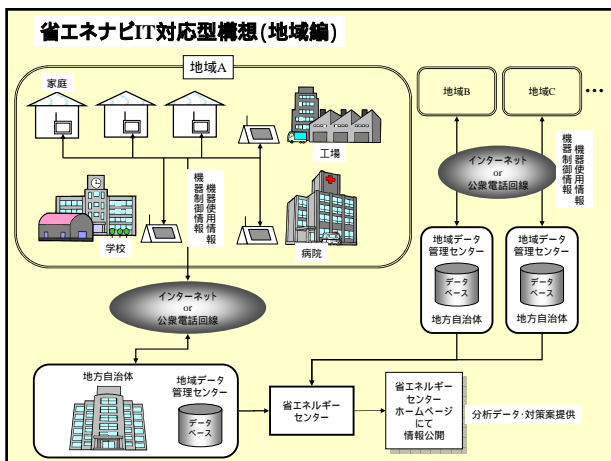 省エネナビIT対応型構想(地域編)
地域A
家庭
工場
学校
病院
機器使用情報
機器制御情報
インターネット
or
公衆電話回線
地方自治体
地域データ
管理センター
データ
ベース
省エネルギー
センター
省エネルギー
センター
ホームページ
にて
情報公開
分析データ・対策案提供
地域B
地域C
・・・
インターネット
or
公衆電話回線
機器使用情報
機器制御情報
地域データ
管理センター
データ
ベース
地方自治体
地域データ
管理センター
データ
ベース
地方自治体